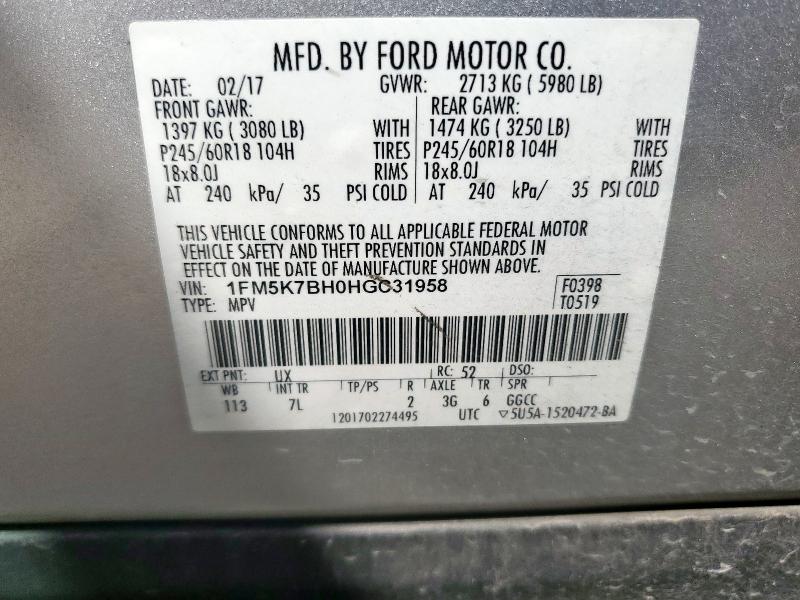 MFD. BY FORD MOTOR CO.
DATE: 02/17 GVWR: 2713 KG ( 5980 LB)
FRONT GAWR: REAR GAWR:
1397 KG ( 3080 LB) WITH 1474 KG ( 3250 LB) WITH
P245/60R18 104H TIRES P245/60R18 104H TIRES
18x8.0J RIMS 18x8.0J RIMS
AT 240 kPa/ 35 PSI COLD AT 240 kPa/ 35 PSI COLD
THIS VEHICLE CONFORMS TO ALL APPLICABLE FEDERAL MOTOR
VEHICLE SAFETY AND THEFT PREVENTION STANDARDS IN
EFFECT ON THE DATE OF MANUFACTURE SHOWN ABOVE.
VIN: 1FM5K7BH0HGC31958 F0398
TYPE: MPV T0519
EXT PNT: UX RC: 52 DSO:
WB INT TR TP/PS R AXLE TR SPR
113 7L 2 3G 6 GGCC
1201702274495 UTC ▽5U5A-1520472-BA